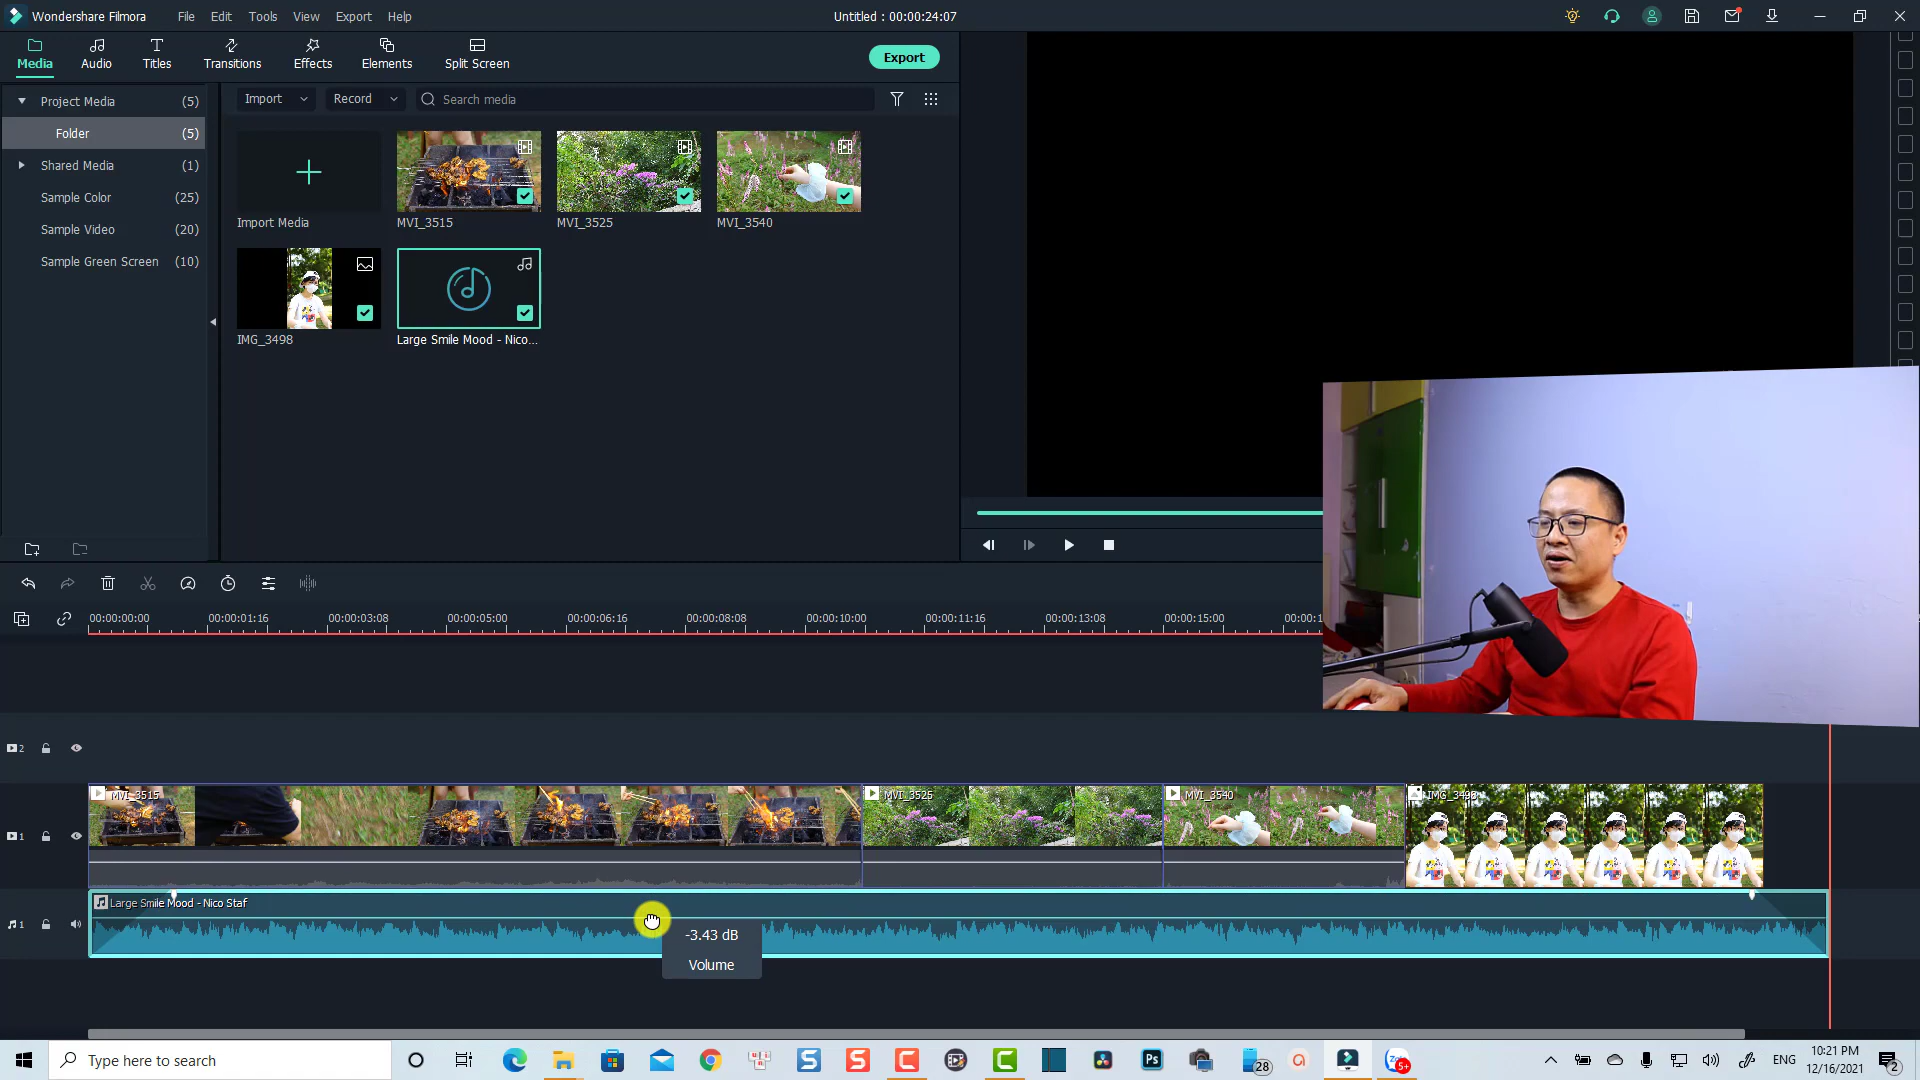 Wondershare Filmora
File Edit Tools View Export Help
Untitled : 00:00:24:07
Media Audio Titles Transitions Effects Elements Split Screen
Export
Project Media (5)
Folder (5)
Shared Media (1)
Sample Color (25)
Sample Video (20)
Sample Green Screen (10)
Import Record Search media
Import Media MVI_3515 MVI_3525 MVI_3540
IMG_3498 Large Smile Mood - Nico...
00:00:00:00 00:00:01:16 00:00:03:08 00:00:05:00 00:00:06:16 00:00:08:08 00:00:10:00 00:00:11:16 00:00:13:08 00:00:15:00
2
1 MVI_3515 MVI_3525 MVI_3540 IMG_3498
1 Large Smile Mood - Nico Staf
-3.43 dB
Volume
Type here to search
28
5+
ENG
10:21 PM
12/16/2021
2